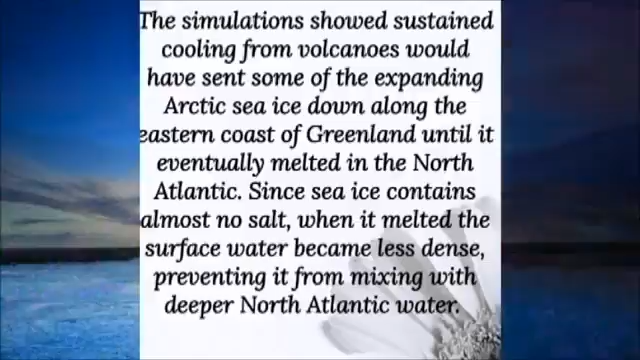 The simulations showed sustained
cooling from volcanoes would
have sent some of the expanding
Arctic sea ice down along the
eastern coast of Greenland until it
eventually melted in the North
Atlantic. Since sea ice contains
almost no salt, when it melted the
surface water became less dense,
preventing it from mixing with
deeper North Atlantic water.